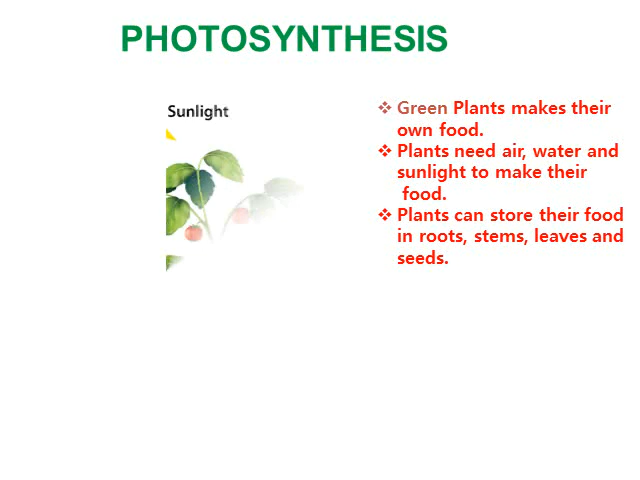 PHOTOSYNTHESIS
Sunlight
❖ Green Plants makes their
own food.
❖ Plants need air, water and
sunlight to make their
food.
❖ Plants can store their food
in roots, stems, leaves and
seeds.